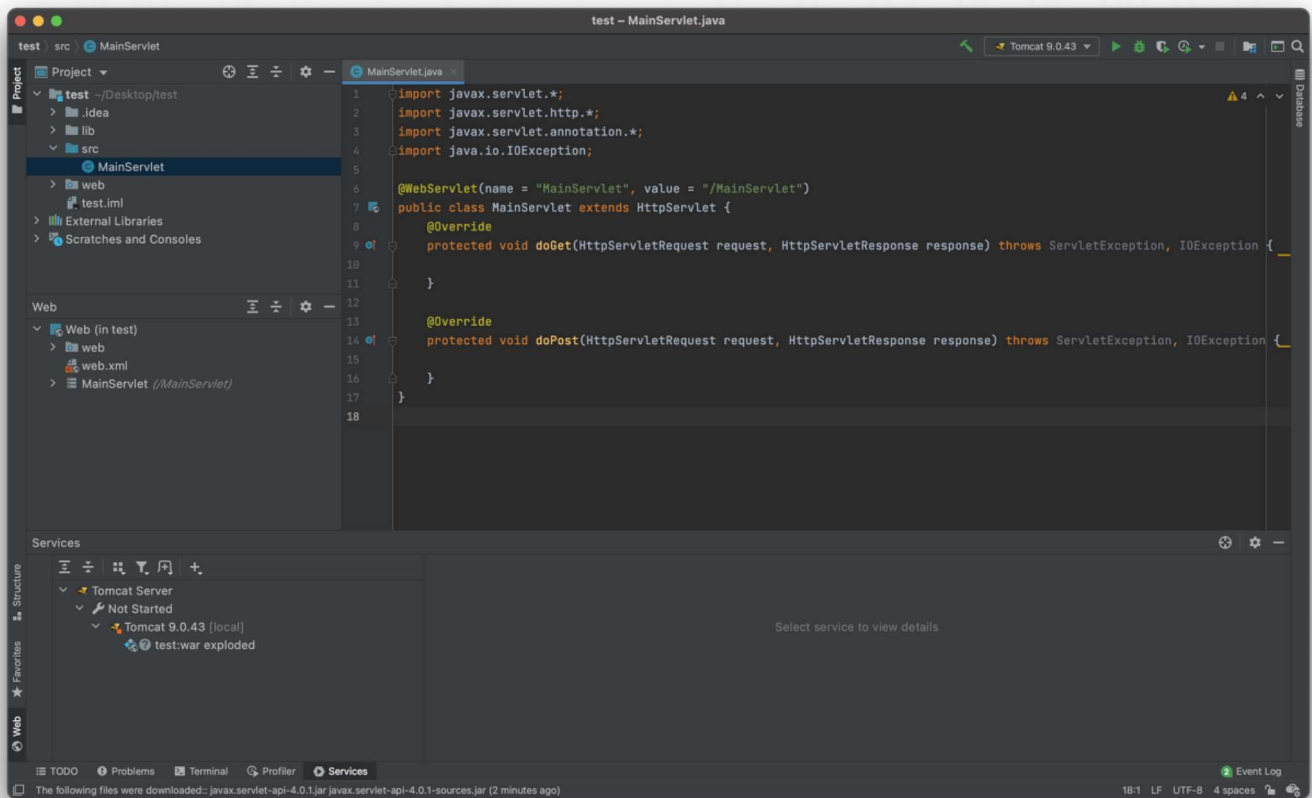 test – MainServlet.java
test src MainServlet
Tomcat 9.0.43
Project
Project
MainServlet.java
Database
test ~/Desktop/test
.idea
lib
src
MainServlet
web
test.iml
External Libraries
Scratches and Consoles
Web
Web (in test)
web
web.xml
MainServlet (/MainServlet)
4
1 import javax.servlet.*;
2 import javax.servlet.http.*;
3 import javax.servlet.annotation.*;
4 import java.io.IOException;
5
6 @WebServlet(name = "MainServlet", value = "/MainServlet")
7 public class MainServlet extends HttpServlet {
8 @Override
9 protected void doGet(HttpServletRequest request, HttpServletResponse response) throws ServletException, IOException {
10
11 }
12
13 @Override
14 protected void doPost(HttpServletRequest request, HttpServletResponse response) throws ServletException, IOException {
15
16 }
17 }
18
Services
Tomcat Server
Not Started
Tomcat 9.0.43 [local]
test:war exploded
Select service to view details
Structure
Favorites
Web
TODO Problems Terminal Profiler Services 2 Event Log
The following files were downloaded:: javax.servlet-api-4.0.1.jar javax.servlet-api-4.0.1-sources.jar (2 minutes ago) 18:1 LF UTF-8 4 spaces